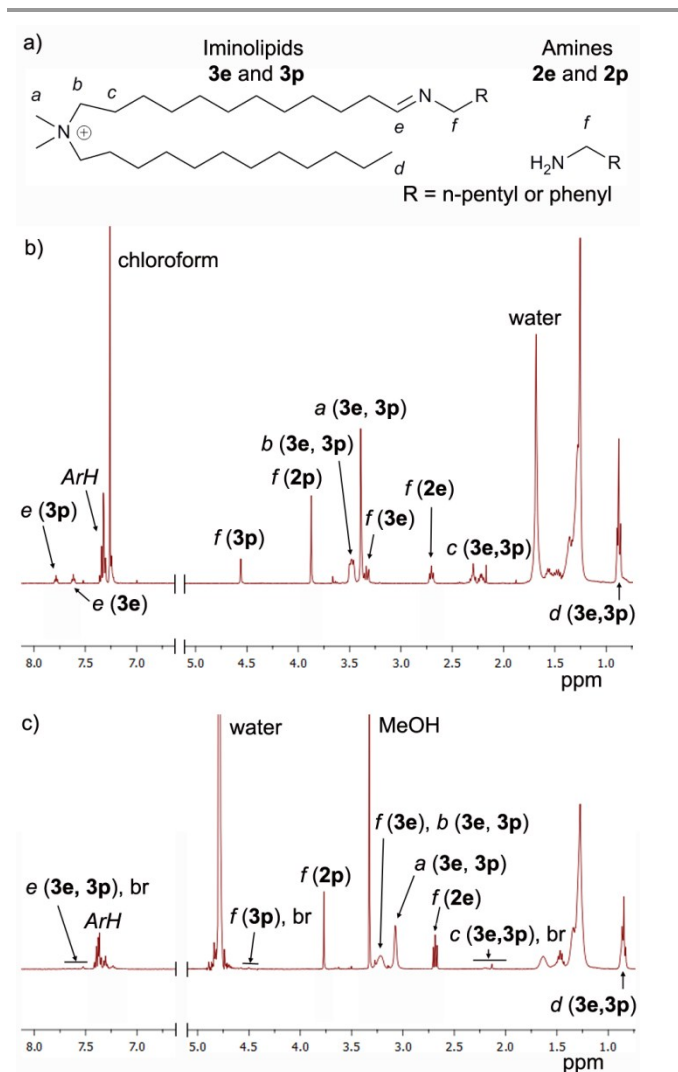 a)
Iminolipids
3e and 3p
Amines
2e and 2p
a
b
c
N
⊕
N
R
e
f
d
f
H2N
R
R = n-pentyl or phenyl
b)
chloroform
water
a (3e, 3p)
b (3e, 3p)
ArH
f (2p)
f (2e)
e (3p)
f (3p)
f (3e)
c (3e,3p)
e (3e)
d (3e,3p)
8.0 7.5 7.0 5.0 4.5 4.0 3.5 3.0 2.5 2.0 1.5 1.0
ppm
c)
water
MeOH
f (3e), b (3e, 3p)
a (3e, 3p)
e (3e, 3p), br
f (2p)
f (2e)
ArH
f (3p), br
c (3e,3p), br
d (3e,3p)
8.0 7.5 7.0 5.0 4.5 4.0 3.5 3.0 2.5 2.0 1.5 1.0
ppm